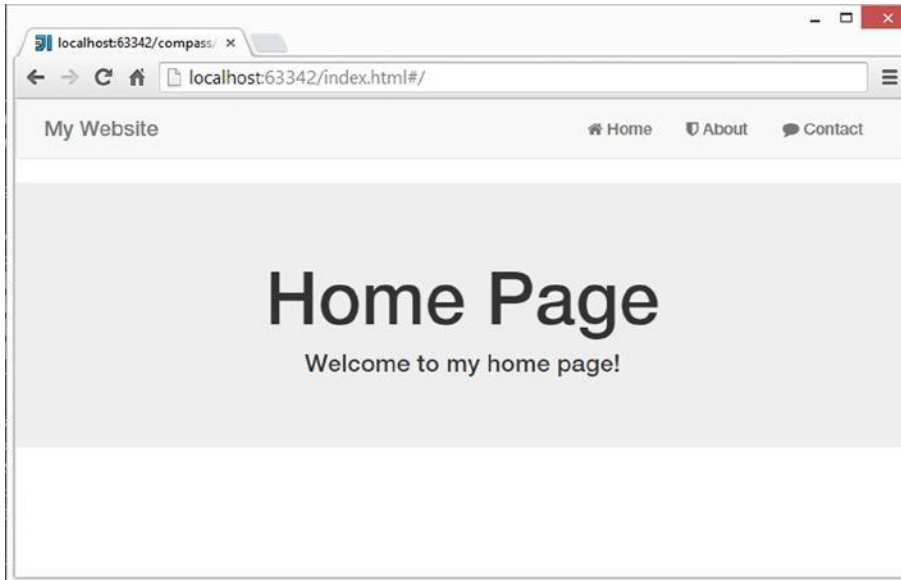 localhost:63342/compass/
localhost:63342/index.html#/
My Website Home About Contact
Home Page
Welcome to my home page!